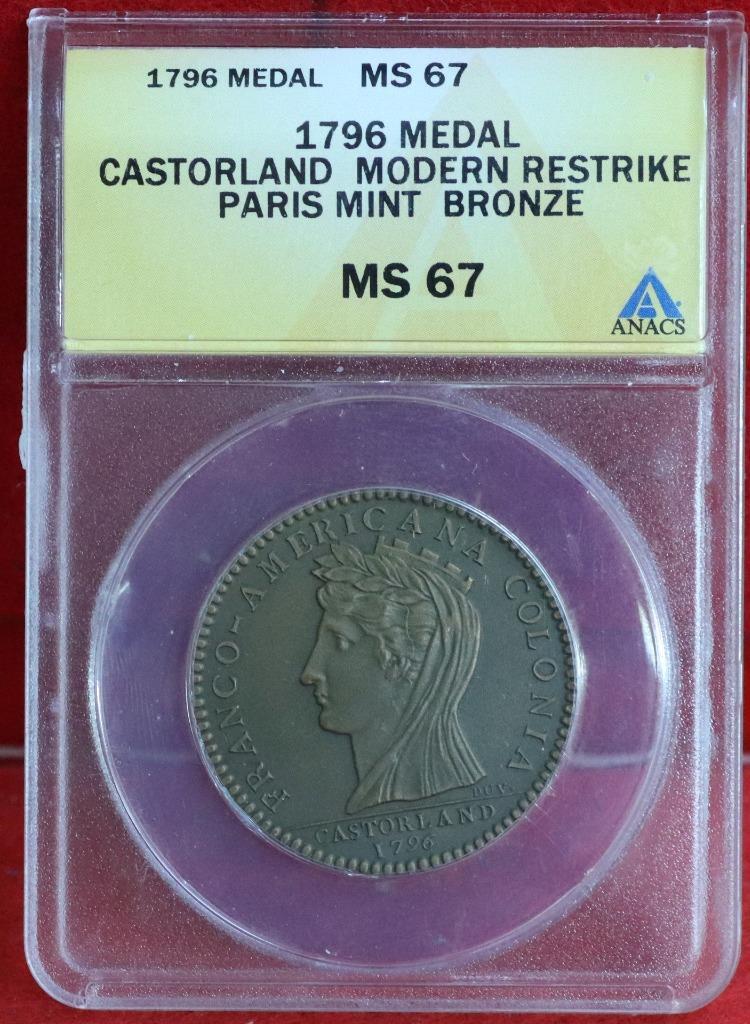 1796 MEDAL MS 67
1796 MEDAL
CASTORLAND MODERN RESTRIKE
PARIS MINT BRONZE
MS 67
ANACS
FRANCO-AMERICANA COLONIA
DUV.
CASTORLAND
1796